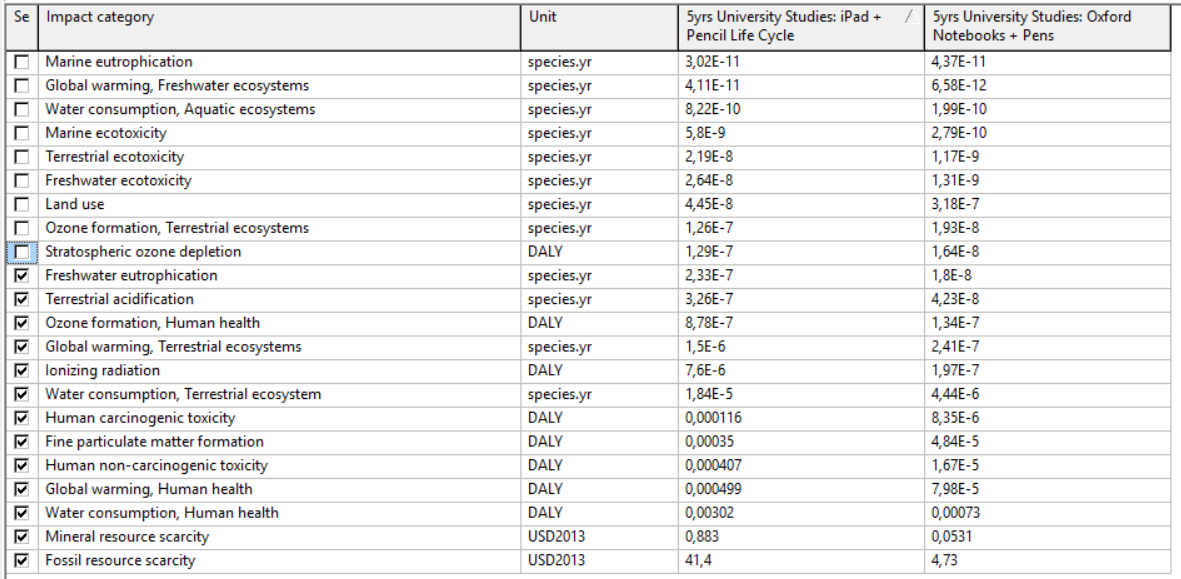 Se Impact category Unit 5yrs University Studies: iPad + Pencil Life Cycle 5yrs University Studies: Oxford Notebooks + Pens
Marine eutrophication species.yr 3,02E-11 4,37E-11
Global warming, Freshwater ecosystems species.yr 4,11E-11 6,58E-12
Water consumption, Aquatic ecosystems species.yr 8,22E-10 1,99E-10
Marine ecotoxicity species.yr 5,8E-9 2,79E-10
Terrestrial ecotoxicity species.yr 2,19E-8 1,17E-9
Freshwater ecotoxicity species.yr 2,64E-8 1,31E-9
Land use species.yr 4,45E-8 3,18E-7
Ozone formation, Terrestrial ecosystems species.yr 1,26E-7 1,93E-8
Stratospheric ozone depletion DALY 1,29E-7 1,64E-8
Freshwater eutrophication species.yr 2,33E-7 1,8E-8
Terrestrial acidification species.yr 3,26E-7 4,23E-8
Ozone formation, Human health DALY 8,78E-7 1,34E-7
Global warming, Terrestrial ecosystems species.yr 1,5E-6 2,41E-7
Ionizing radiation DALY 7,6E-6 1,97E-7
Water consumption, Terrestrial ecosystem species.yr 1,84E-5 4,44E-6
Human carcinogenic toxicity DALY 0,000116 8,35E-6
Fine particulate matter formation DALY 0,00035 4,84E-5
Human non-carcinogenic toxicity DALY 0,000407 1,67E-5
Global warming, Human health DALY 0,000499 7,98E-5
Water consumption, Human health DALY 0,00302 0,00073
Mineral resource scarcity USD2013 0,883 0,0531
Fossil resource scarcity USD2013 41,4 4,73